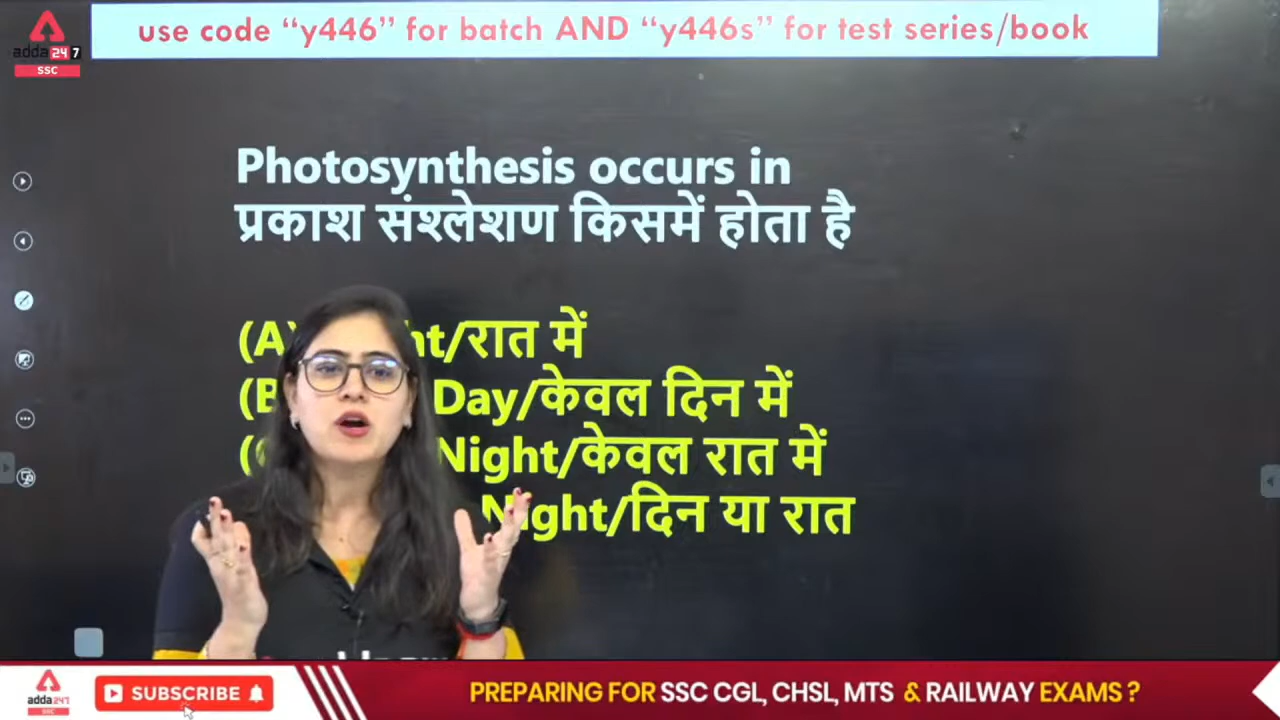 use code “y446” for batch AND “y446s” for test series/book
adda247
SSC
Photosynthesis occurs in
प्रकाश संश्लेशण किसमें होता है
रात में
Day/केवल दिन में
Night/केवल रात में
Night/दिन या रात
adda247
SSC
SUBSCRIBE
PREPARING FOR SSC CGL, CHSL, MTS & RAILWAY EXAMS ?